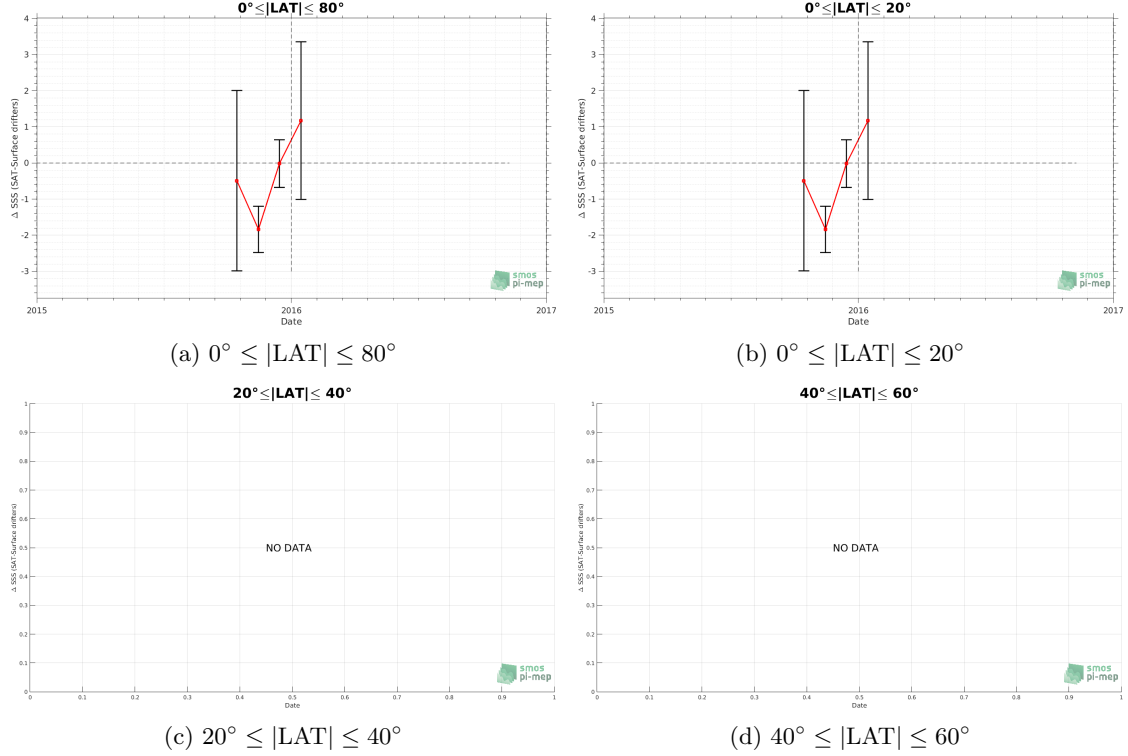 0°≤|LAT|≤ 80°
Δ SSS (SAT-Surface drifters)
4
3
2
1
0
-1
-2
-3
2015
2016
2017
Date
smos
pi-mep
(a) 0° ≤ |LAT| ≤ 80°
0°≤|LAT|≤ 20°
Δ SSS (SAT-Surface drifters)
4
3
2
1
0
-1
-2
-3
2015
2016
2017
Date
smos
pi-mep
(b) 0° ≤ |LAT| ≤ 20°
20°≤|LAT|≤ 40°
Δ SSS (SAT-Surface drifters)
1
0.9
0.8
0.7
0.6
0.5
0.4
0.3
0.2
0.1
0
NO DATA
0 0.1 0.2 0.3 0.4 0.5 0.6 0.7 0.8 0.9 1
Date
smos
pi-mep
(c) 20° ≤ |LAT| ≤ 40°
40°≤|LAT|≤ 60°
Δ SSS (SAT-Surface drifters)
1
0.9
0.8
0.7
0.6
0.5
0.4
0.3
0.2
0.1
0
NO DATA
0 0.1 0.2 0.3 0.4 0.5 0.6 0.7 0.8 0.9 1
Date
smos
pi-mep
(d) 40° ≤ |LAT| ≤ 60°